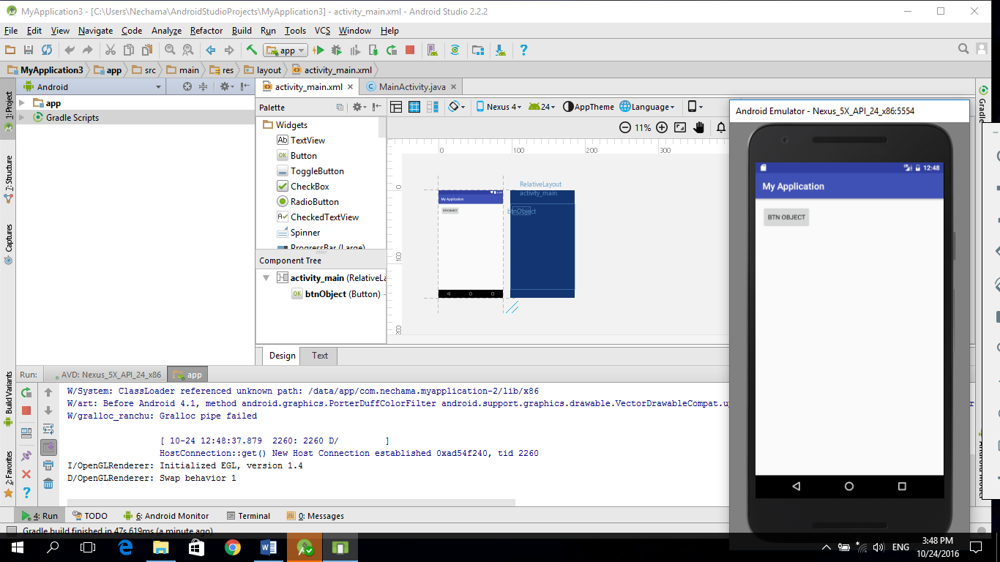 MyApplication3 - [C:\Users\Nechama\AndroidStudioProjects\MyApplication3] - activity_main.xml - Android Studio 2.2.2
File Edit View Navigate Code Analyze Refactor Build Run Tools VCS Window Help
app
MyApplication3 app src main res layout activity_main.xml
1: Project
Z: Structure
Captures
Build Variants
2: Favorites
Android
app
Gradle Scripts
activity_main.xml MainActivity.java
Palette
Widgets
Ab TextView
OK Button
ToggleButton
CheckBox
RadioButton
CheckedTextView
Spinner
ProgressBar (Large)
Component Tree
activity_main (RelativeLa
OK btnObject (Button) -
Nexus 4 24 AppTheme Language
11%
0 100 200 300
0
100
200
My Application
BTN OBJECT
RelativeLayout
activity_main
btnObject
Design Text
Gradle
Android Emulator - Nexus_5X_API_24_x86:5554
12:48
My Application
BTN OBJECT
Run: AVD: Nexus_5X_API_24_x86 app
W/System: ClassLoader referenced unknown path: /data/app/com.nechama.myapplication-2/lib/x86
W/art: Before Android 4.1, method android.graphics.PorterDuffColorFilter android.support.graphics.drawable.VectorDrawableCompat.up
W/gralloc_ranchu: Gralloc pipe failed
[ 10-24 12:48:37.879 2260: 2260 D/ ]
HostConnection::get() New Host Connection established 0xad54f240, tid 2260
I/OpenGLRenderer: Initialized EGL, version 1.4
D/OpenGLRenderer: Swap behavior 1
4: Run TODO 6: Android Monitor Terminal 0: Messages
Gradle build finished in 47s 619ms (a minute ago)
ENG
3:48 PM
10/24/2016